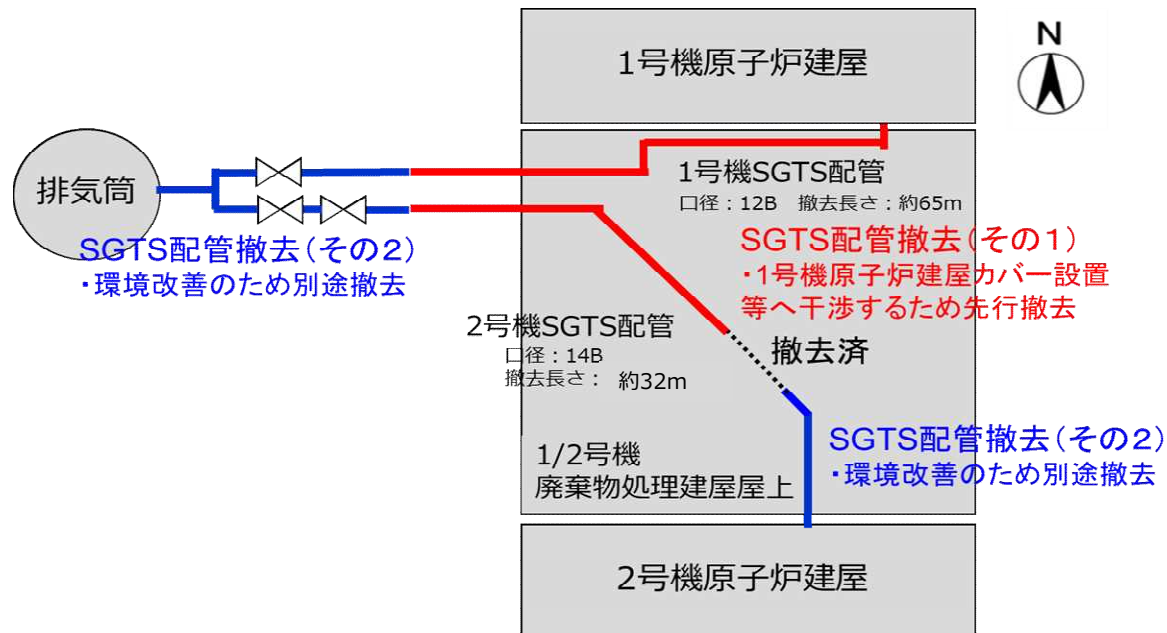 1号機原子炉建屋
N
排気筒
1号機SGTS配管
口径：12B　撤去長さ：約65m
SGTS配管撤去（その1）
・1号機原子炉建屋カバー設置
等へ干渉するため先行撤去
SGTS配管撤去（その2）
・環境改善のため別途撤去
2号機SGTS配管
口径：14B
撤去長さ：　約32m
撤去済
SGTS配管撤去（その2）
・環境改善のため別途撤去
1/2号機
廃棄物処理建屋屋上
2号機原子炉建屋